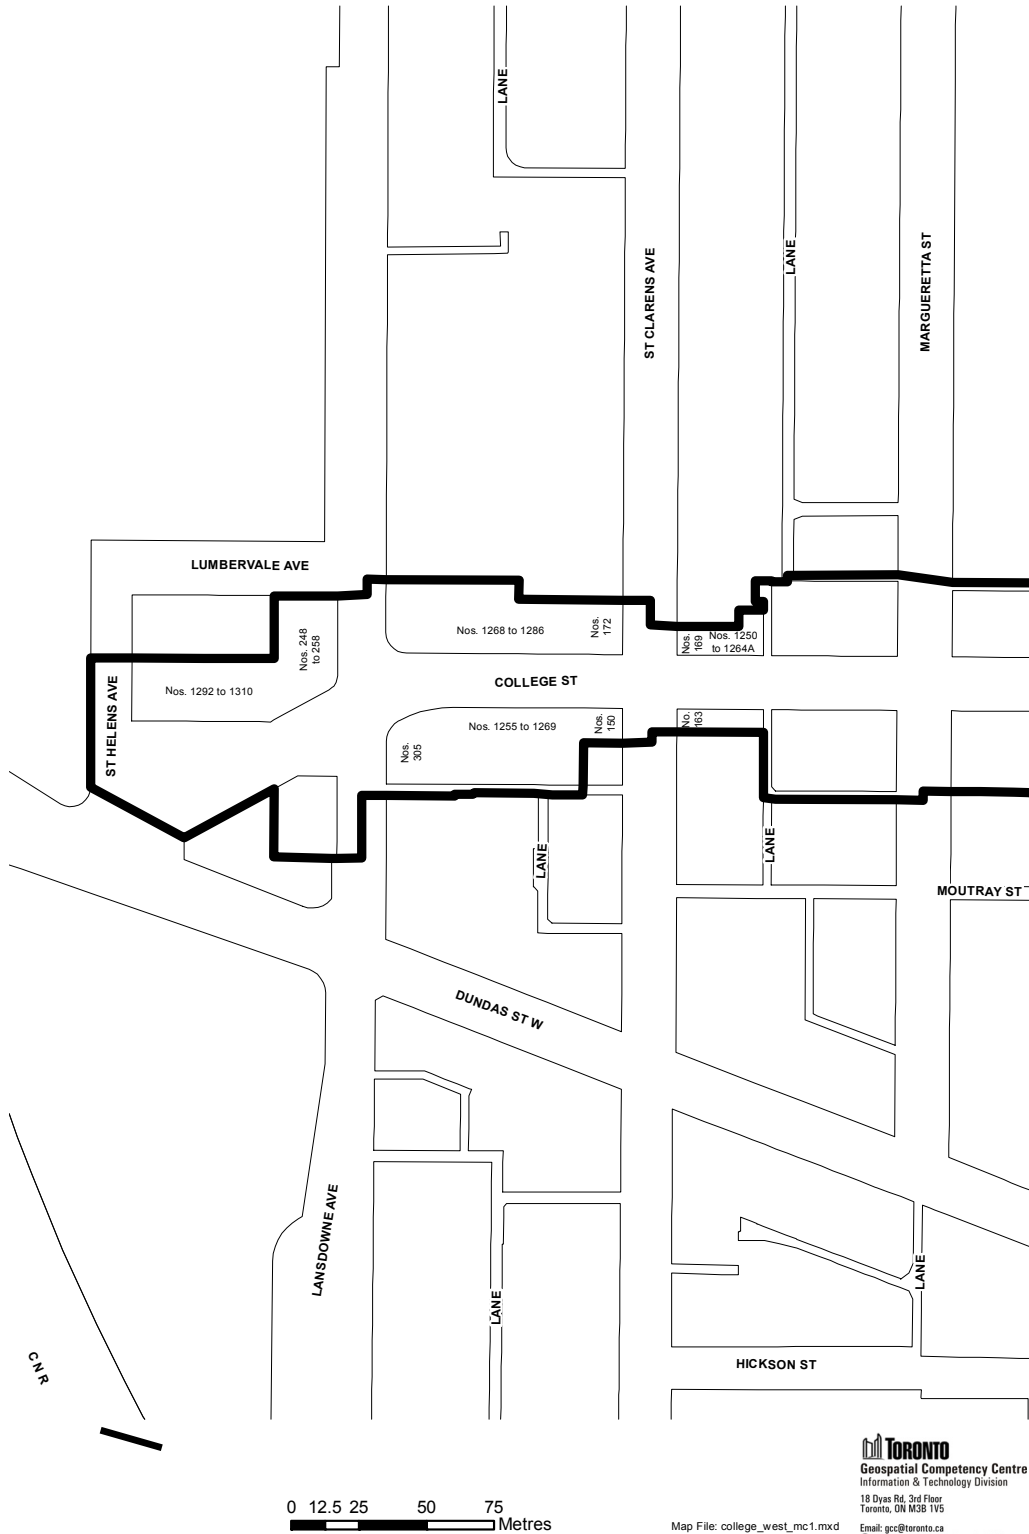 LANE
ST CLARENS AVE
LANE
MARGUERETTA ST
LUMBERVALE AVE
Nos. 248
to 258
Nos. 1268 to 1286
Nos.
172
Nos.
169
Nos. 1250
to 1264A
ST HELENS AVE
Nos. 1292 to 1310
COLLEGE ST
Nos.
305
Nos. 1255 to 1269
Nos.
150
No.
163
LANE
LANE
MOUTRAY ST
DUNDAS ST W
LANSDOWNE AVE
LANE
LANE
CNR
HICKSON ST
TORONTO
Geospatial Competency Centre
Information & Technology Division
18 Dyas Rd, 3rd Floor
Toronto, ON M3B 1V5
Email: gcc@toronto.ca
0 12.5 25 50 75
Metres
Map File: college_west_mc1.mxd